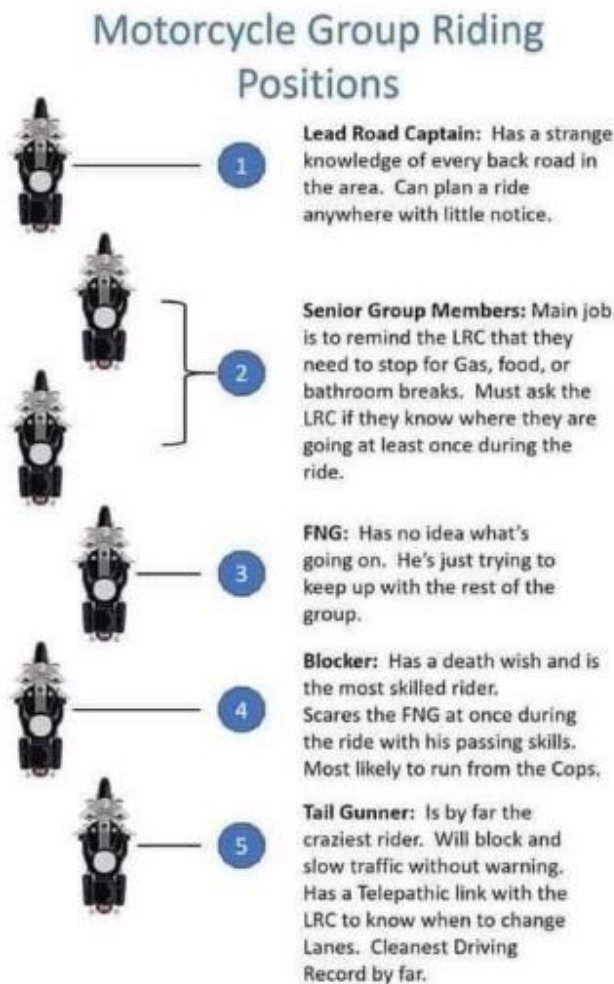 Motorcycle Group Riding
Positions
1
Lead Road Captain: Has a strange
knowledge of every back road in
the area. Can plan a ride
anywhere with little notice.
2
Senior Group Members: Main job
is to remind the LRC that they
need to stop for Gas, food, or
bathroom breaks. Must ask the
LRC if they know where they are
going at least once during the
ride.
3
FNG: Has no idea what's
going on. He's just trying to
keep up with the rest of the
group.
4
Blocker: Has a death wish and is
the most skilled rider.
Scares the FNG at once during
the ride with his passing skills.
Most likely to run from the Cops.
5
Tail Gunner: Is by far the
craziest rider. Will block and
slow traffic without warning.
Has a Telepathic link with the
LRC to know when to change
Lanes. Cleanest Driving
Record by far.